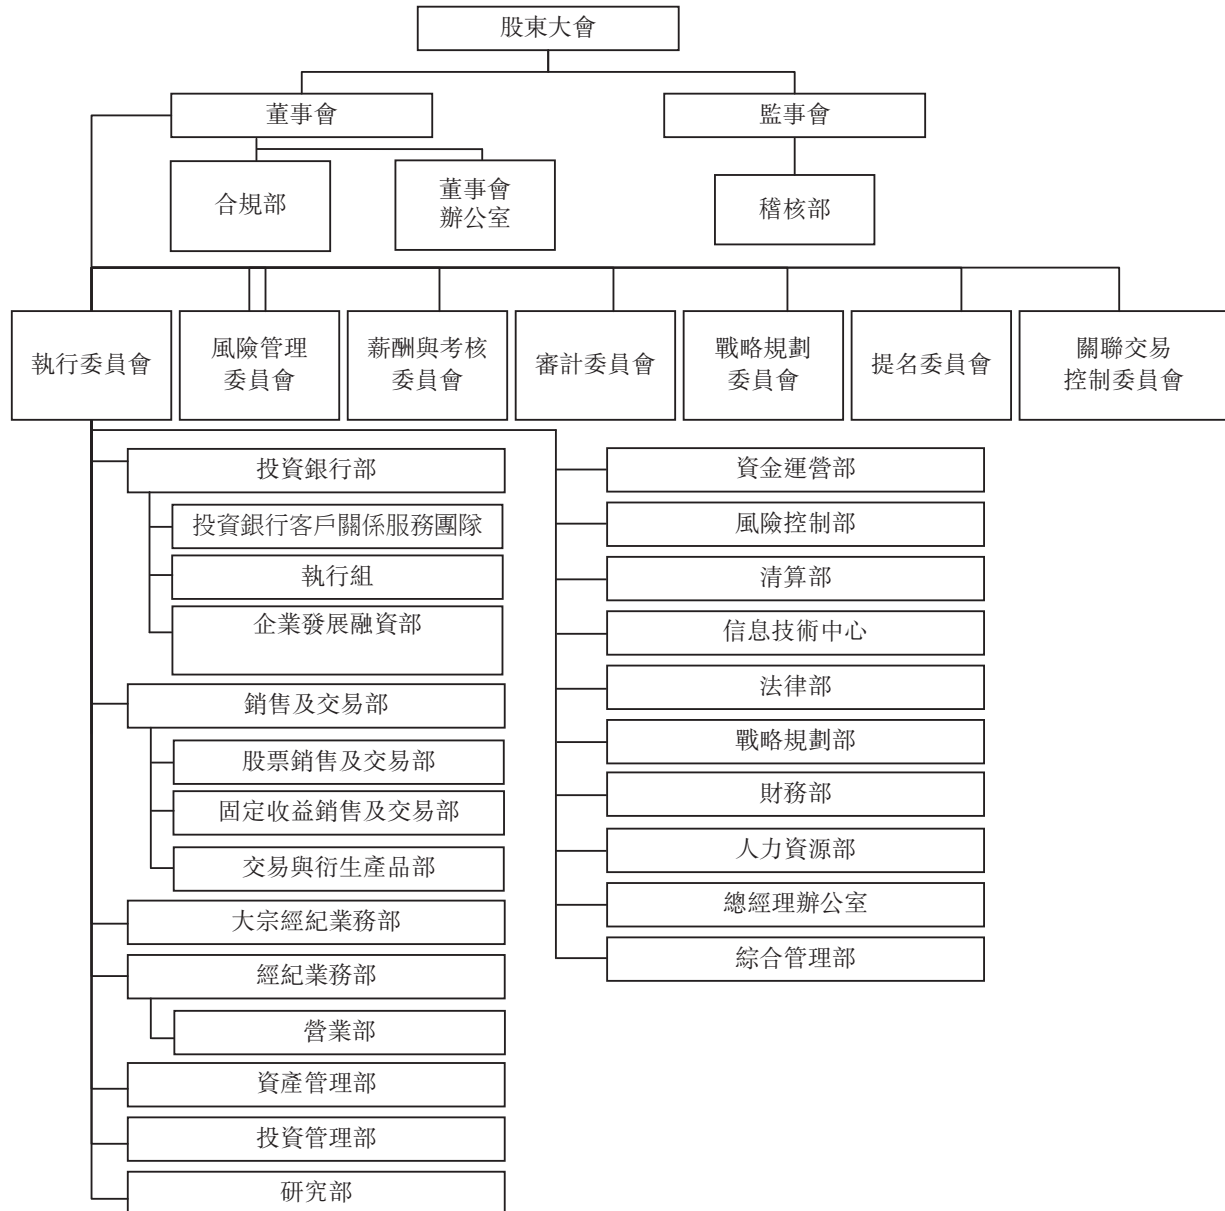 股東大會
董事會
監事會
合規部
董事會
辦公室
稽核部
執行委員會
風險管理
委員會
薪酬與考核
委員會
審計委員會
戰略規劃
委員會
提名委員會
關聯交易
控制委員會
投資銀行部
投資銀行客戶關係服務團隊
執行組
企業發展融資部
銷售及交易部
股票銷售及交易部
固定收益銷售及交易部
交易與衍生產品部
大宗經紀業務部
經紀業務部
營業部
資產管理部
投資管理部
研究部
資金運營部
風險控制部
清算部
信息技術中心
法律部
戰略規劃部
財務部
人力資源部
總經理辦公室
綜合管理部